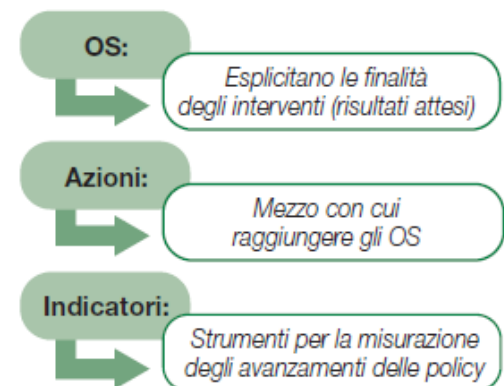 OS:
Esplicitano le finalità
degli interventi (risultati attesi)
Azioni:
Mezzo con cui
raggiungere gli OS
Indicatori:
Strumenti per la misurazione
degli avanzamenti delle policy